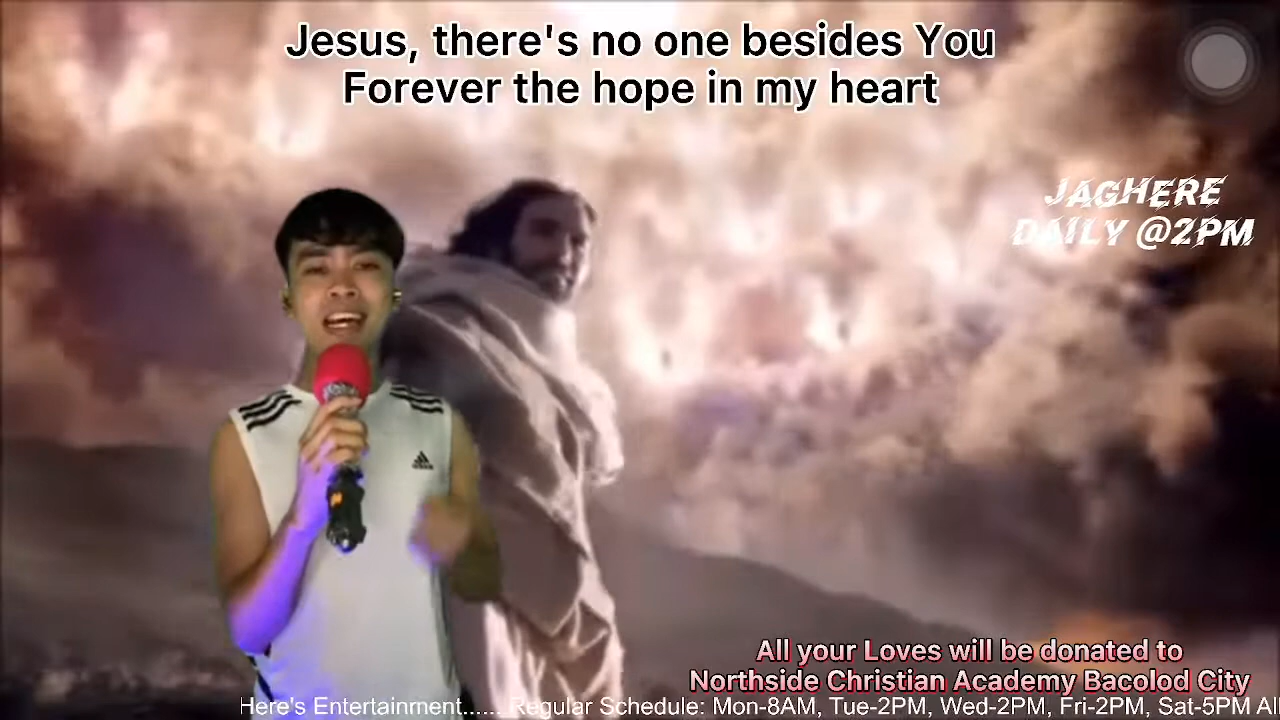 Jesus, there's no one besides You
Forever the hope in my heart
JAGHERE
DAILY @2PM
adidas
All your Loves will be donated to
Northside Christian Academy Bacolod City
Here's Entertainment...... Regular Schedule: Mon-8AM, Tue-2PM, Wed-2PM, Fri-2PM, Sat-5PM Al